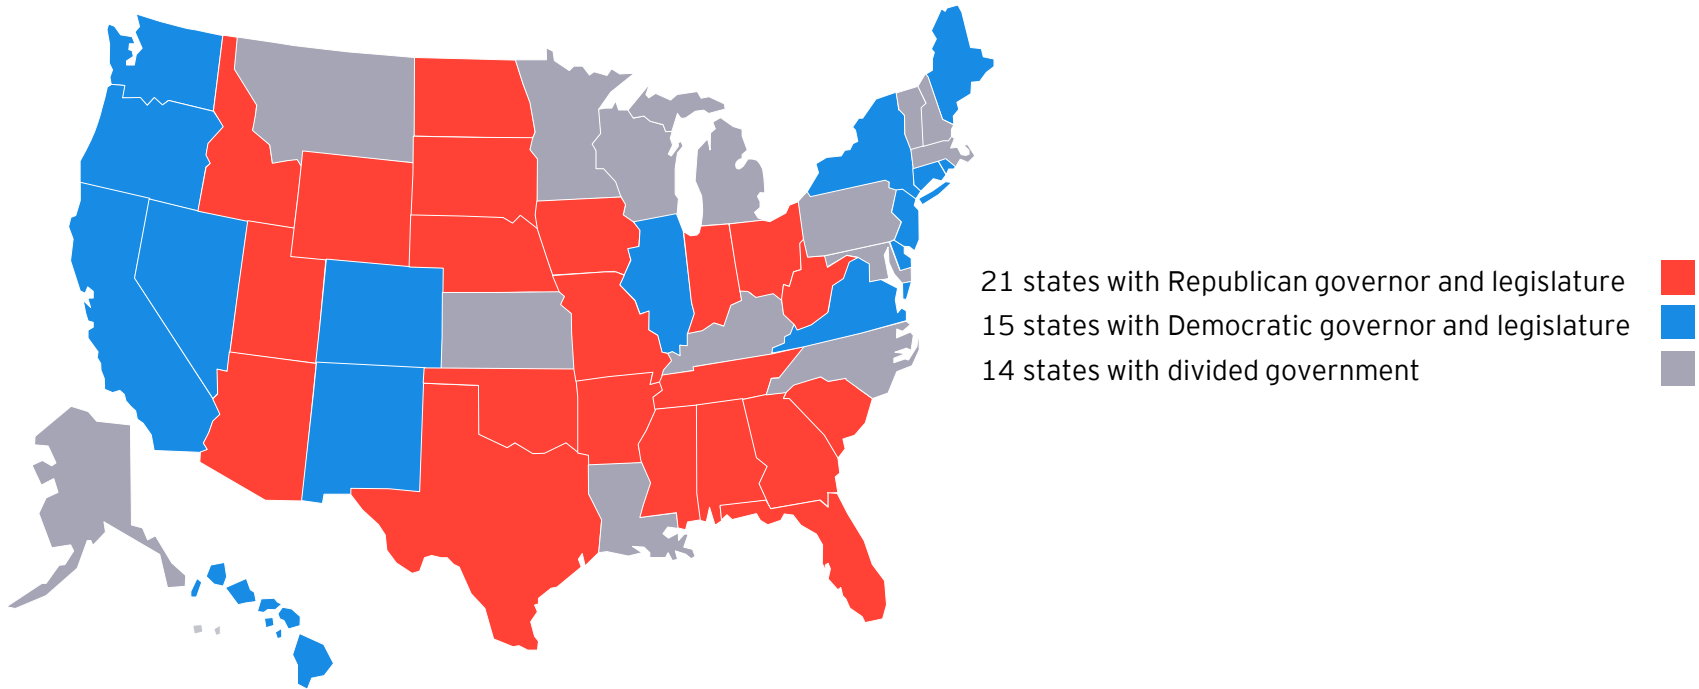 21 states with Republican governor and legislature
15 states with Democratic governor and legislature
14 states with divided government